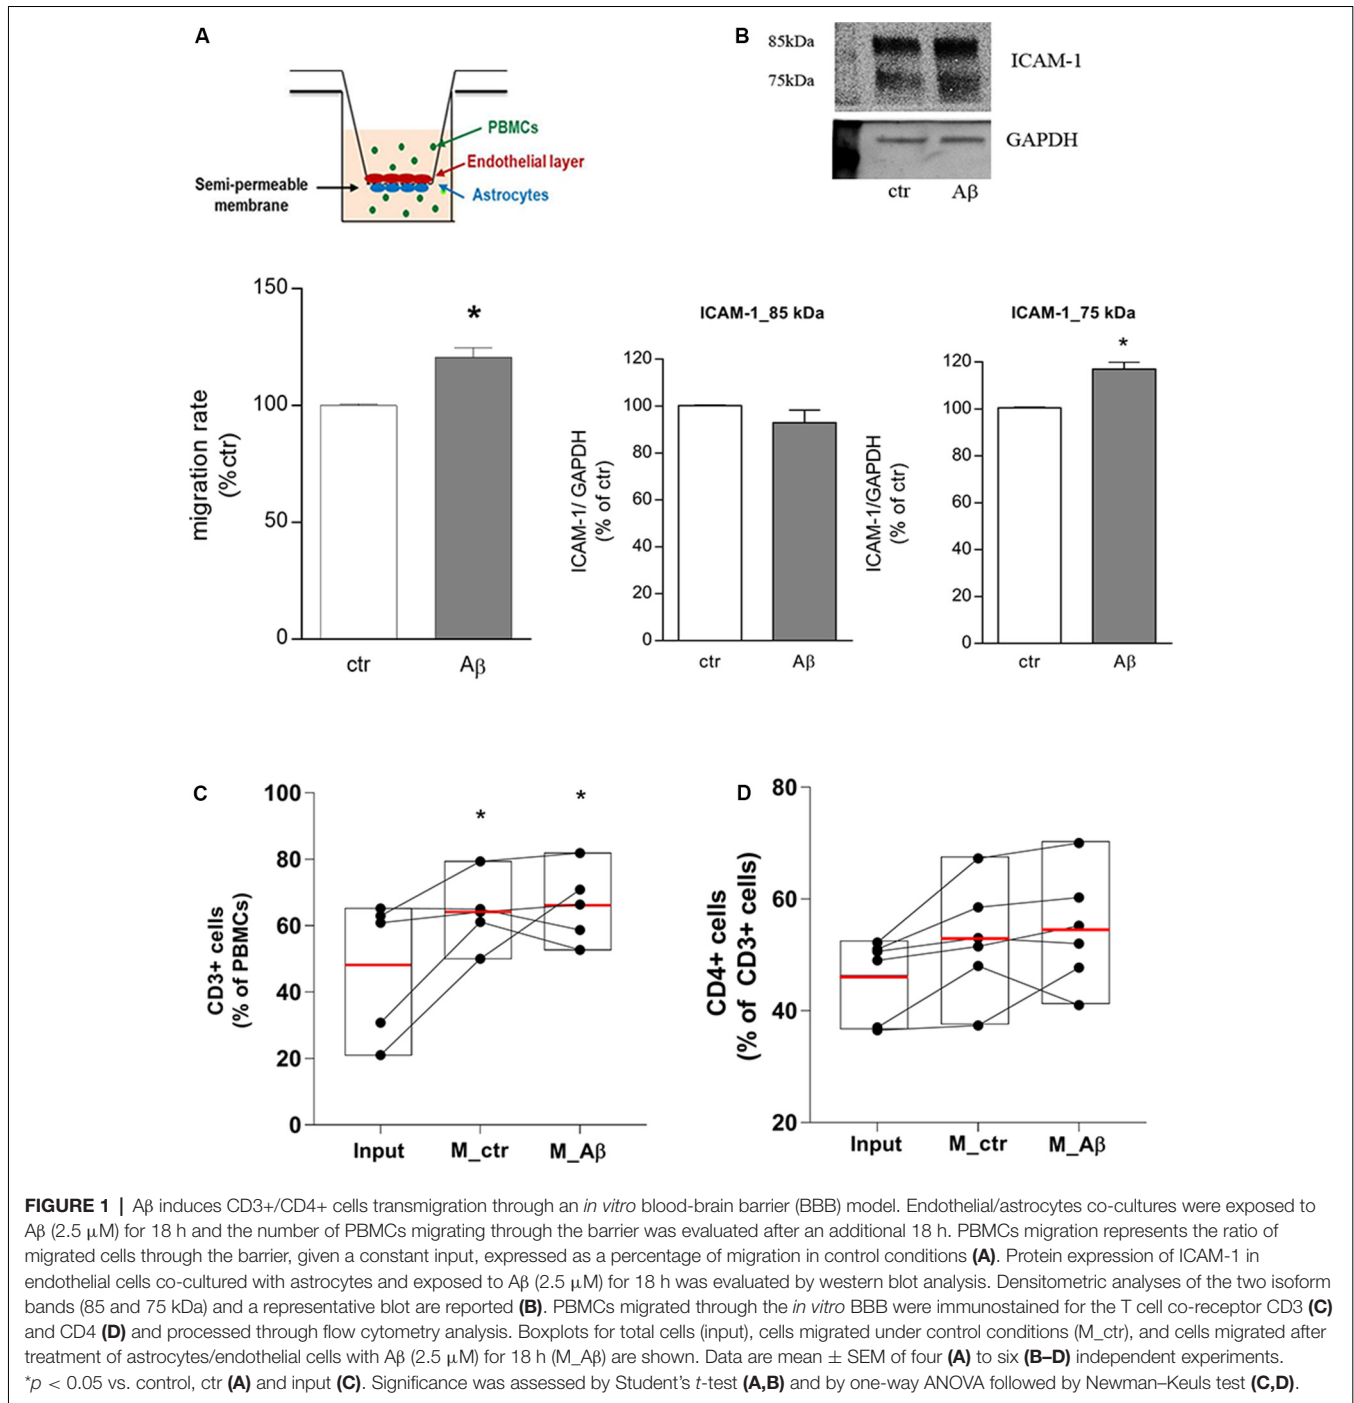 A
PBMCs
Endothelial layer
Semi-permeable
membrane
Astrocytes
B
85kDa
75kDa
ICAM-1
GAPDH
ctr
Aβ
150
100
50
0
migration rate
(%ctr)
*
ctr
Aβ
ICAM-1_85 kDa
120
100
80
60
40
20
0
ICAM-1/ GAPDH
(% of ctr)
ctr
Aβ
ICAM-1_75 kDa
*
120
100
80
60
40
20
0
ICAM-1/GAPDH
(% of ctr)
ctr
Aβ
C
100
80
60
40
20
0
CD3+ cells
(% of PBMCs)
*
*
Input
M_ctr
M_Aβ
D
80
60
40
20
CD4+ cells
(% of CD3+ cells)
Input
M_ctr
M_Aβ
FIGURE 1 | Aβ induces CD3+/CD4+ cells transmigration through an in vitro blood-brain barrier (BBB) model. Endothelial/astrocytes co-cultures were exposed to
Aβ (2.5 μM) for 18 h and the number of PBMCs migrating through the barrier was evaluated after an additional 18 h. PBMCs migration represents the ratio of
migrated cells through the barrier, given a constant input, expressed as a percentage of migration in control conditions (A). Protein expression of ICAM-1 in
endothelial cells co-cultured with astrocytes and exposed to Aβ (2.5 μM) for 18 h was evaluated by western blot analysis. Densitometric analyses of the two isoform
bands (85 and 75 kDa) and a representative blot are reported (B). PBMCs migrated through the in vitro BBB were immunostained for the T cell co-receptor CD3 (C)
and CD4 (D) and processed through flow cytometry analysis. Boxplots for total cells (input), cells migrated under control conditions (M_ctr), and cells migrated after
treatment of astrocytes/endothelial cells with Aβ (2.5 μM) for 18 h (M_Aβ) are shown. Data are mean ± SEM of four (A) to six (B–D) independent experiments.
*p < 0.05 vs. control, ctr (A) and input (C). Significance was assessed by Student's t-test (A,B) and by one-way ANOVA followed by Newman–Keuls test (C,D).